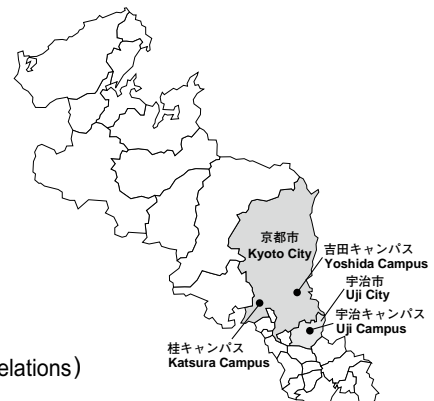 京都市
Kyoto City
吉田キャンパス
Yoshida Campus
宇治市
Uji City
宇治キャンパス
Uji Campus
桂キャンパス
Katsura Campus
elations)